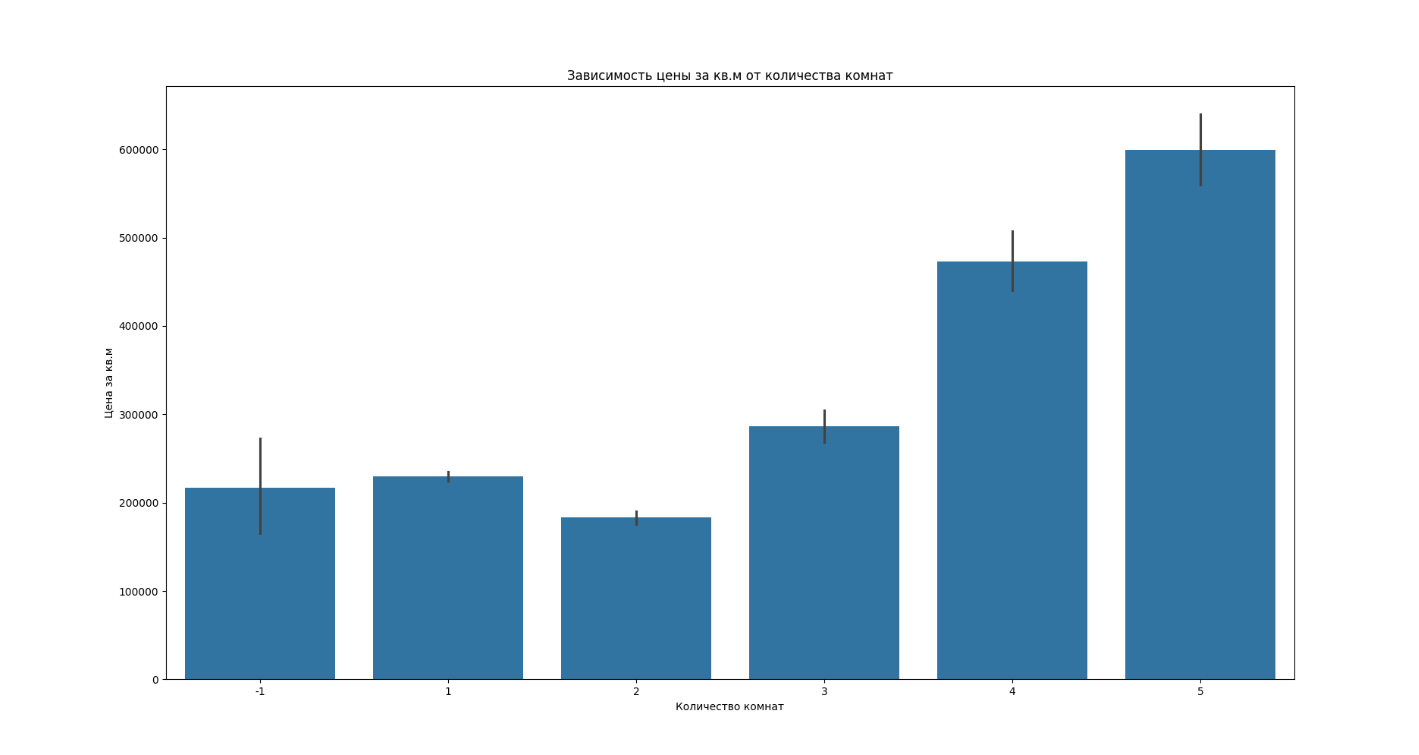 Зависимость цены за кв.м от количества комнат
600000
500000
400000
300000
200000
100000
0
Цена за кв.м
-1 1 2 3 4 5
Количество комнат